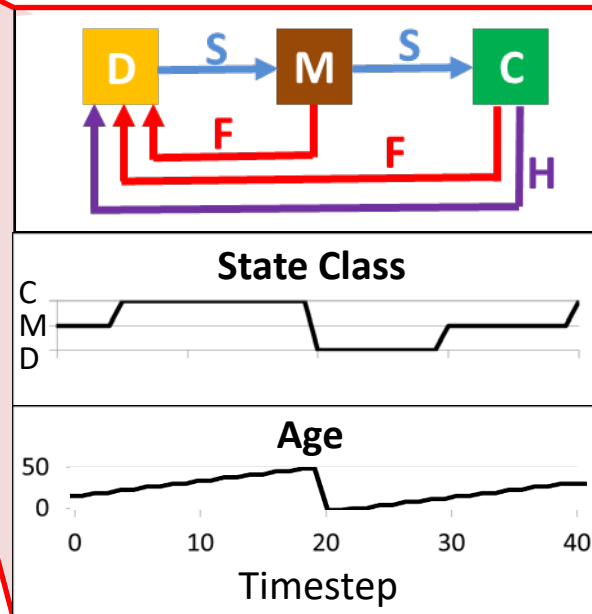 S S
D M C
F F
H
State Class
C
M
D
Age
50
0
0 10 20 30 40
Timestep